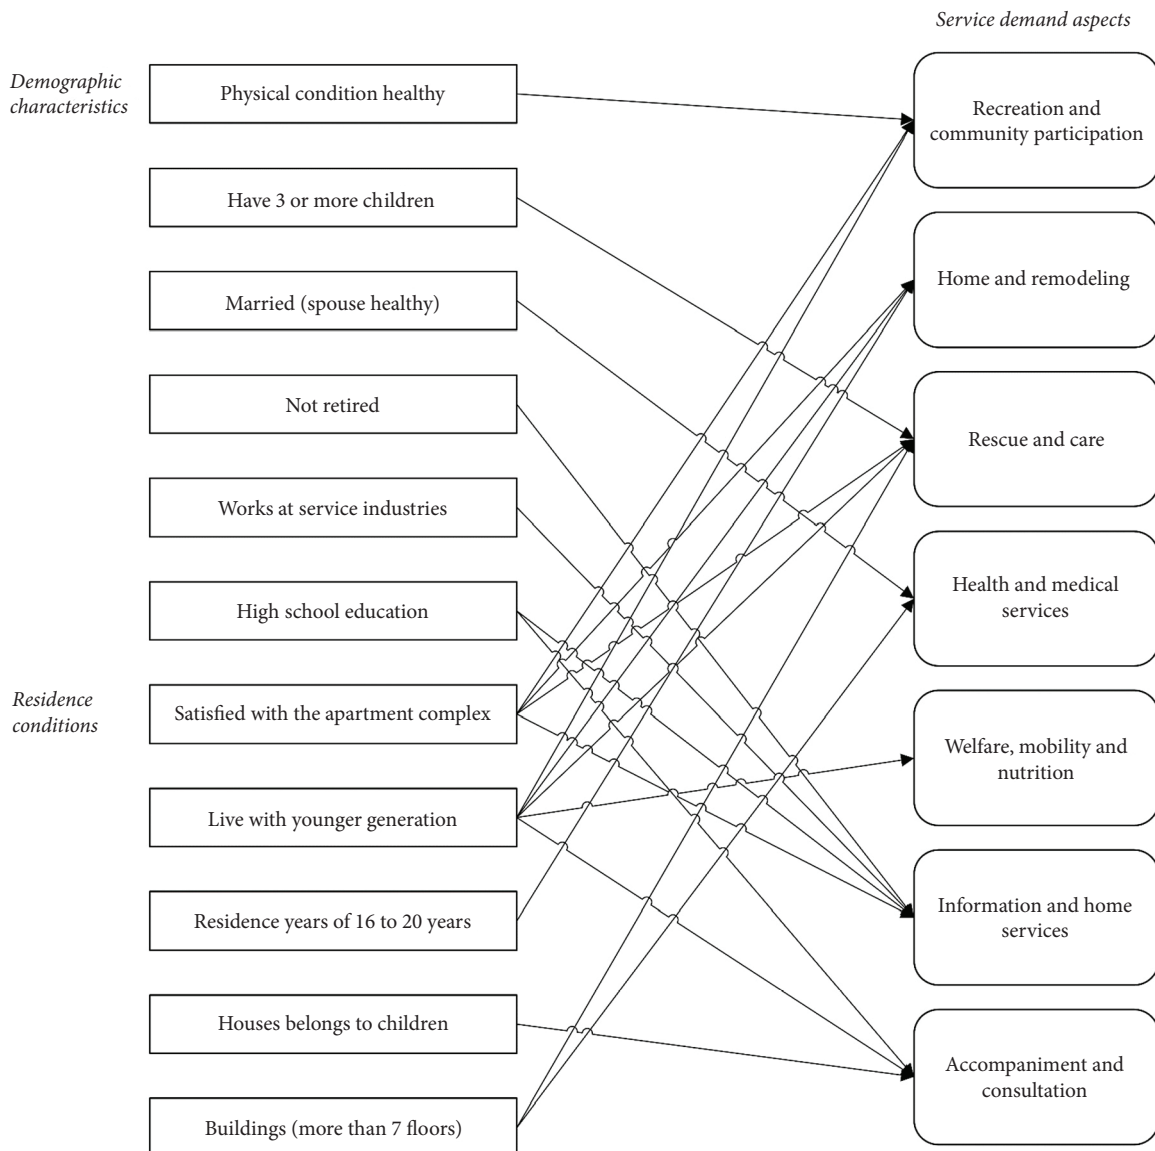 Service demand aspects
Demographic
characteristics
Physical condition healthy
Have 3 or more children
Married (spouse healthy)
Not retired
Works at service industries
High school education
Residence
conditions
Satisfied with the apartment complex
Live with younger generation
Residence years of 16 to 20 years
Houses belongs to children
Buildings (more than 7 floors)
Recreation and
community participation
Home and remodeling
Rescue and care
Health and medical
services
Welfare, mobility and
nutrition
Information and home
services
Accompaniment and
consultation